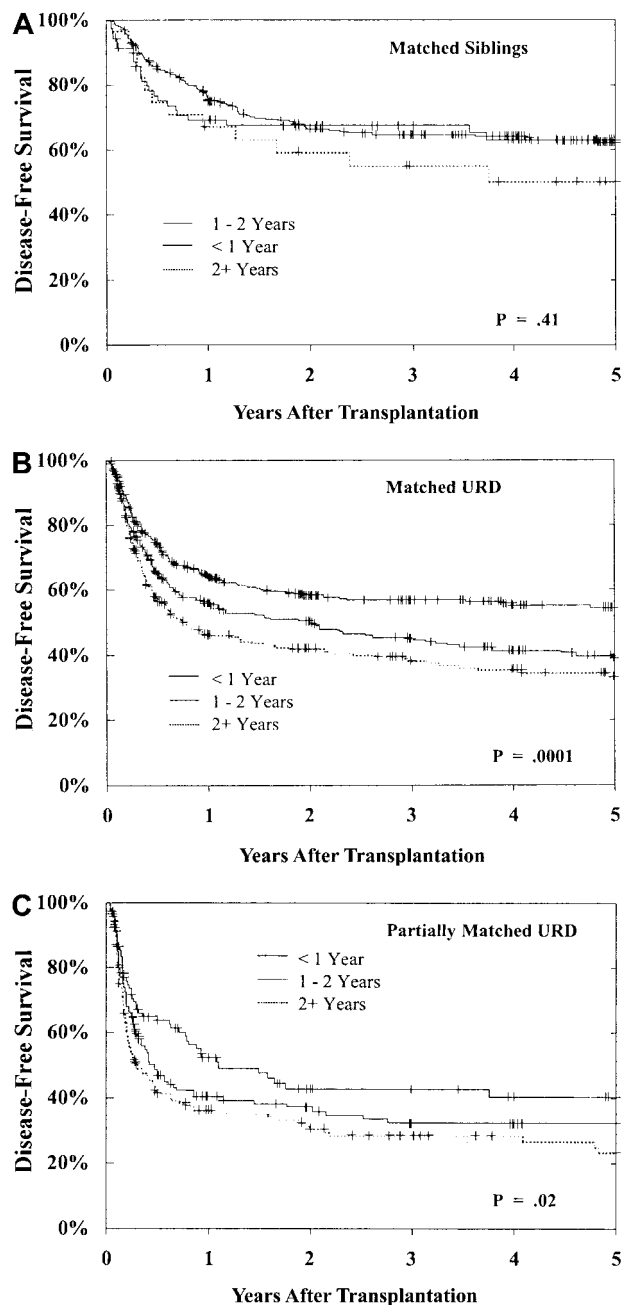 A
Matched Siblings
Disease-Free Survival
100%
80%
60%
40%
20%
0%
1 - 2 Years
< 1 Year
2+ Years
P = .41
0 1 2 3 4 5
Years After Transplantation
B
Matched URD
Disease-Free Survival
100%
80%
60%
40%
20%
0%
< 1 Year
1 - 2 Years
2+ Years
P = .0001
0 1 2 3 4 5
Years After Transplantation
C
Partially Matched URD
Disease-Free Survival
100%
80%
60%
40%
20%
0%
< 1 Year
1 - 2 Years
2+ Years
P = .02
0 1 2 3 4 5
Years After Transplantation